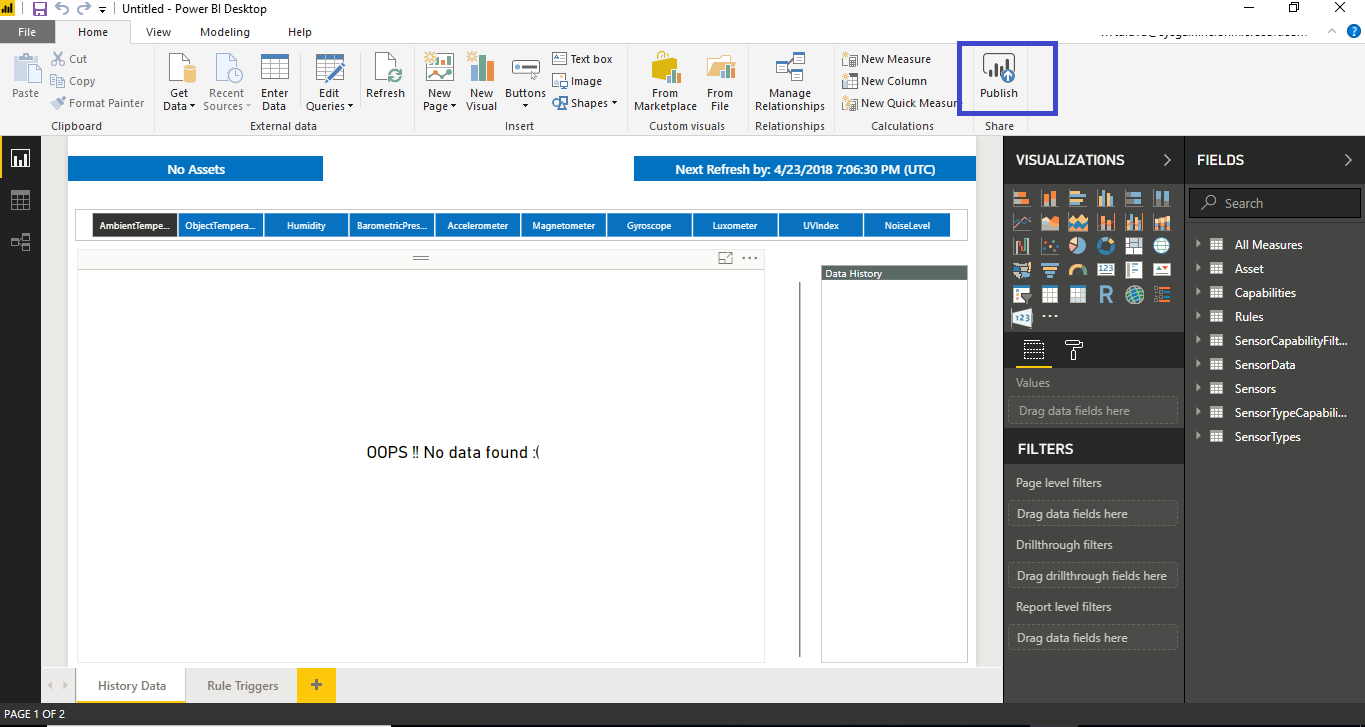 Untitled - Power BI Desktop
File Home View Modeling Help
Cut
Copy
Format Painter
Paste
Clipboard
Get Data
Recent Sources
Enter Data
Edit Queries
Refresh
External data
New Page
New Visual
Buttons
Text box
Image
Shapes
Insert
From Marketplace
From File
Custom visuals
Manage Relationships
Relationships
New Measure
New Column
New Quick Measur
Calculations
Publish
Share
No Assets
Next Refresh by: 4/23/2018 7:06:30 PM (UTC)
AmbientTempe... ObjectTempera... Humidity BarometricPres... Accelerometer Magnetometer Gyroscope Luxometer UVIndex NoiseLevel
Data History
OOPS !! No data found :(
VISUALIZATIONS
123
R
123
Values
Drag data fields here
FILTERS
Page level filters
Drag data fields here
Drillthrough filters
Drag drillthrough fields here
Report level filters
Drag data fields here
FIELDS
Search
All Measures
Asset
Capabilities
Rules
SensorCapabilityFilt...
SensorData
Sensors
SensorTypeCapabili...
SensorTypes
History Data Rule Triggers +
PAGE 1 OF 2